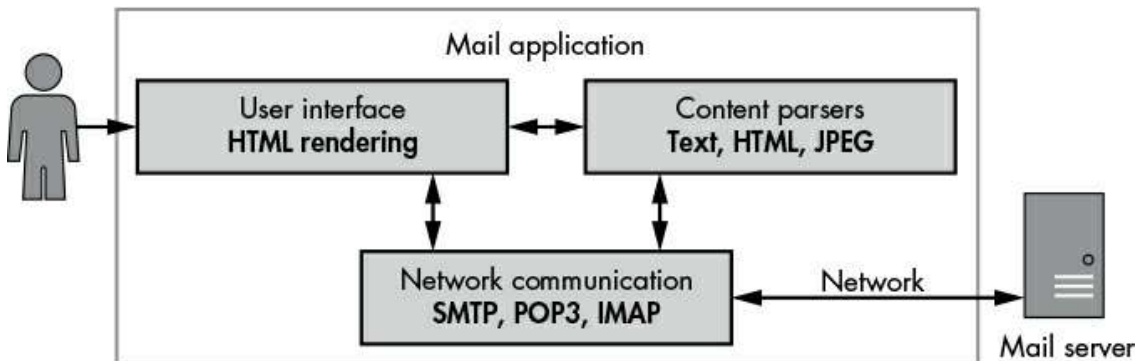 Mail application
User interface
HTML rendering
Content parsers
Text, HTML, JPEG
Network communication
SMTP, POP3, IMAP
Network
Mail server